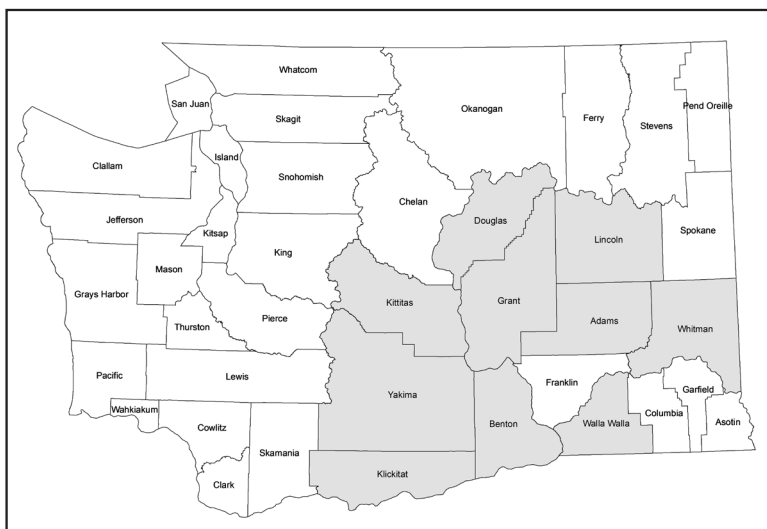 Whatcom
San Juan
Skagit
Okanogan
Ferry
Stevens
Pend Oreille
Island
Clallam
Snohomish
Chelan
Jefferson
Kitsap
Douglas
Lincoln
Spokane
King
Mason
Grays Harbor
Kittitas
Grant
Pierce
Thurston
Adams
Whitman
Pacific
Lewis
Yakima
Franklin
Garfield
Wahkiakum
Cowlitz
Skamania
Benton
Walla Walla
Columbia
Asotin
Clark
Klickitat